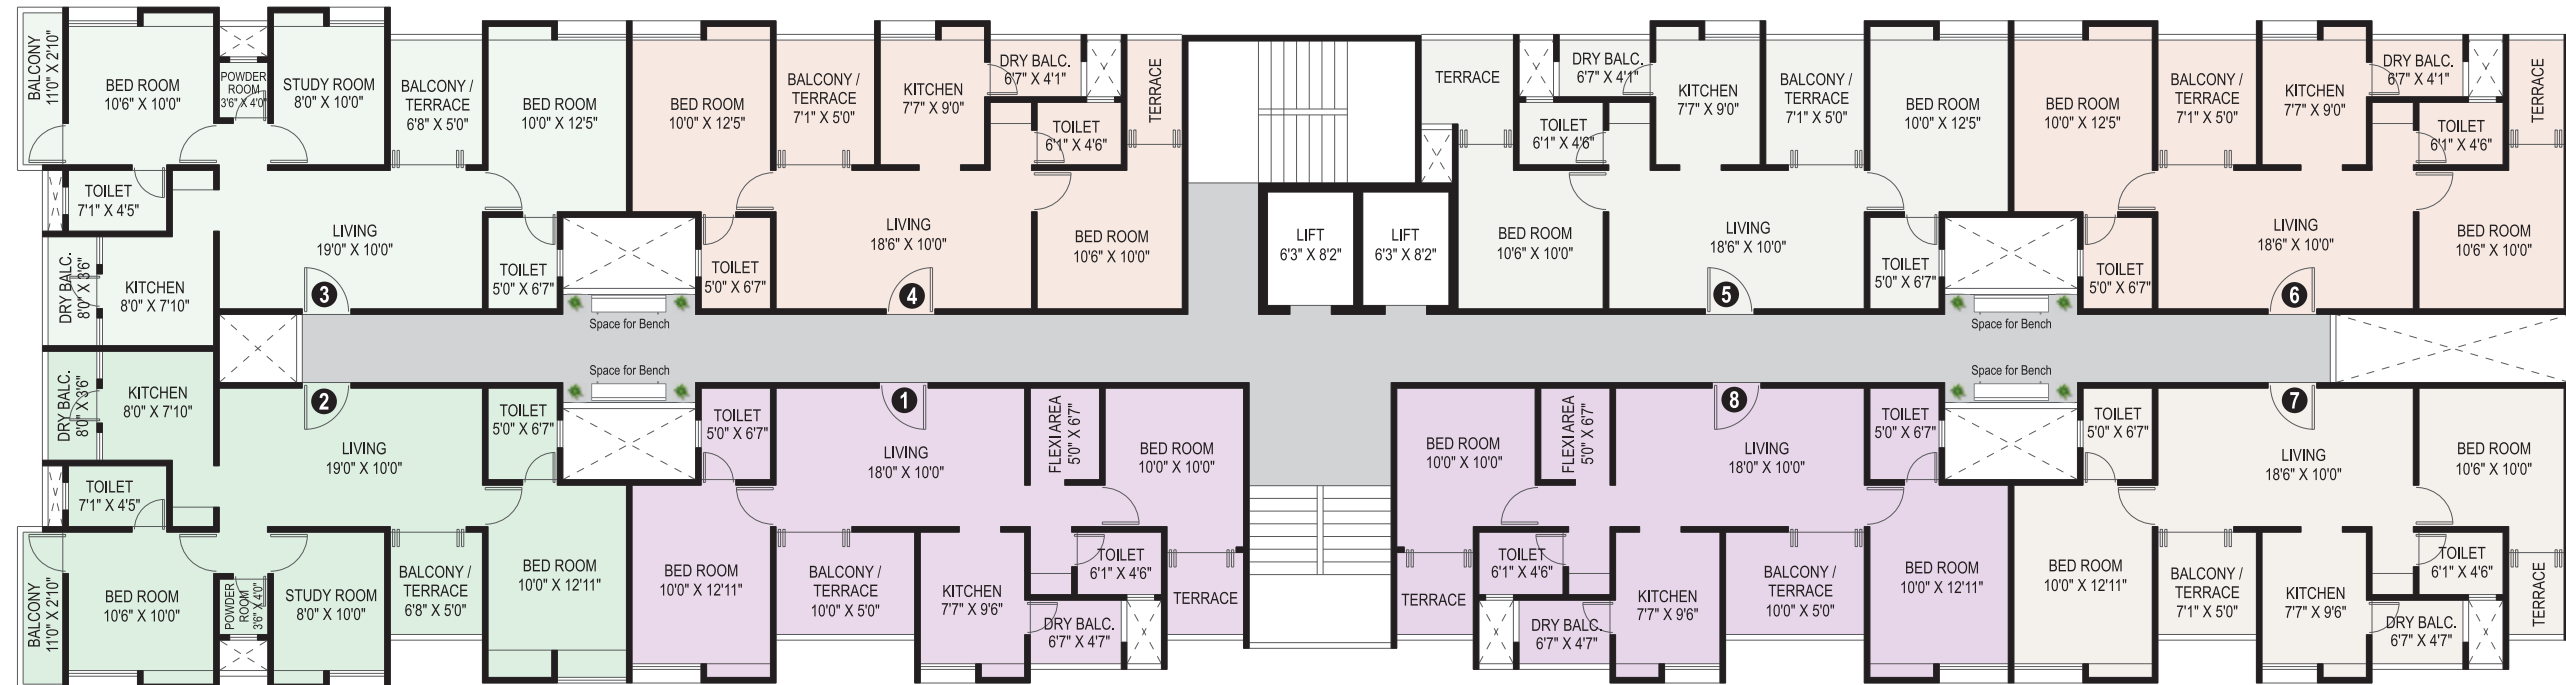 BALCONY
11'0" X 2'10"
BED ROOM
10'6" X 10'0"
POWDER
ROOM
3'6" X 4'0"
STUDY ROOM
8'0" X 10'0"
BALCONY /
TERRACE
6'8" X 5'0"
BED ROOM
10'0" X 12'5"
TOILET
7'1" X 4'5"
LIVING
19'0" X 10'0"
TOILET
5'0" X 6'7"
DRY BALC.
8'0" X 3'6"
KITCHEN
8'0" X 7'10"
3
BED ROOM
10'0" X 12'5"
BALCONY /
TERRACE
7'1" X 5'0"
KITCHEN
7'7" X 9'0"
DRY BALC.
6'7" X 4'1"
TERRACE
TOILET
6'1" X 4'6"
LIVING
18'6" X 10'0"
BED ROOM
10'6" X 10'0"
TOILET
5'0" X 6'7"
4
Space for Bench
LIFT
6'3" X 8'2"
LIFT
6'3" X 8'2"
TERRACE
DRY BALC.
6'7" X 4'1"
KITCHEN
7'7" X 9'0"
BALCONY /
TERRACE
7'1" X 5'0"
BED ROOM
10'0" X 12'5"
TOILET
6'1" X 4'6"
BED ROOM
10'6" X 10'0"
LIVING
18'6" X 10'0"
TOILET
5'0" X 6'7"
5
BED ROOM
10'0" X 12'5"
BALCONY /
TERRACE
7'1" X 5'0"
KITCHEN
7'7" X 9'0"
DRY BALC.
6'7" X 4'1"
TERRACE
TOILET
6'1" X 4'6"
LIVING
18'6" X 10'0"
BED ROOM
10'6" X 10'0"
TOILET
5'0" X 6'7"
6
Space for Bench
DRY BALC.
8'0" X 3'6"
KITCHEN
8'0" X 7'10"
2
LIVING
19'0" X 10'0"
TOILET
5'0" X 6'7"
TOILET
7'1" X 4'5"
BALCONY
11'0" X 2'10"
BED ROOM
10'6" X 10'0"
POWDER
ROOM
3'6" X 4'0"
STUDY ROOM
8'0" X 10'0"
BALCONY /
TERRACE
6'8" X 5'0"
BED ROOM
10'0" X 12'11"
Space for Bench
TOILET
5'0" X 6'7"
1
LIVING
18'0" X 10'0"
FLEXI AREA
5'0" X 6'7"
BED ROOM
10'0" X 10'0"
BED ROOM
10'0" X 12'11"
BALCONY /
TERRACE
10'0" X 5'0"
KITCHEN
7'7" X 9'6"
TOILET
6'1" X 4'6"
TERRACE
DRY BALC.
6'7" X 4'7"
BED ROOM
10'0" X 10'0"
FLEXI AREA
5'0" X 6'7"
8
LIVING
18'0" X 10'0"
TOILET
5'0" X 6'7"
TOILET
6'1" X 4'6"
TERRACE
DRY BALC.
6'7" X 4'7"
KITCHEN
7'7" X 9'6"
BALCONY /
TERRACE
10'0" X 5'0"
BED ROOM
10'0" X 12'11"
Space for Bench
TOILET
5'0" X 6'7"
7
LIVING
18'6" X 10'0"
BED ROOM
10'6" X 10'0"
BED ROOM
10'0" X 12'11"
BALCONY /
TERRACE
7'1" X 5'0"
KITCHEN
7'7" X 9'6"
TOILET
6'1" X 4'6"
DRY BALC.
6'7" X 4'7"
TERRACE